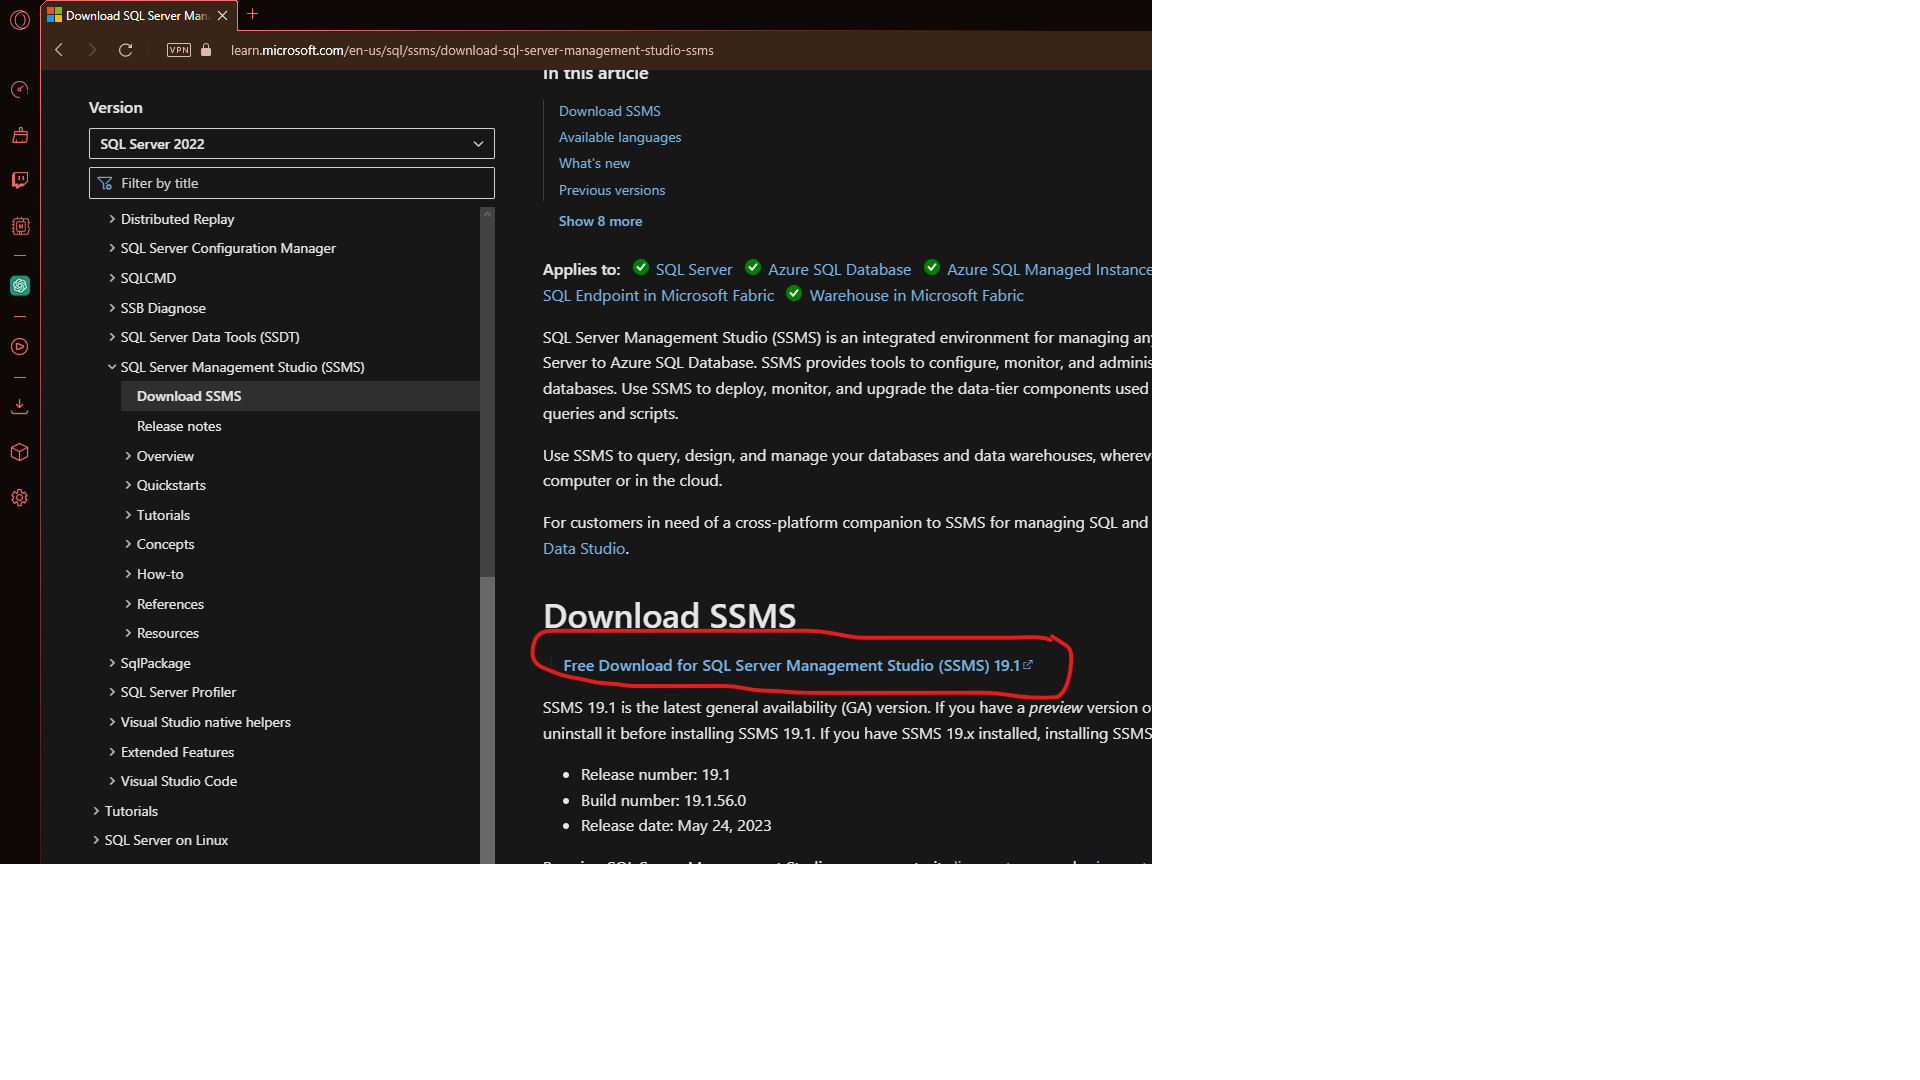 Download SQL Server Man
VPN
learn.microsoft.com/en-us/sql/ssms/download-sql-server-management-studio-ssms
Version
SQL Server 2022
Filter by title
Distributed Replay
SQL Server Configuration Manager
SQLCMD
SSB Diagnose
SQL Server Data Tools (SSDT)
SQL Server Management Studio (SSMS)
Download SSMS
Release notes
Overview
Quickstarts
Tutorials
Concepts
How-to
References
Resources
SqlPackage
SQL Server Profiler
Visual Studio native helpers
Extended Features
Visual Studio Code
Tutorials
SQL Server on Linux
In this article
Download SSMS
Available languages
What's new
Previous versions
Show 8 more
Applies to: SQL Server Azure SQL Database Azure SQL Managed Instance
SQL Endpoint in Microsoft Fabric Warehouse in Microsoft Fabric
SQL Server Management Studio (SSMS) is an integrated environment for managing any
Server to Azure SQL Database. SSMS provides tools to configure, monitor, and adminis
databases. Use SSMS to deploy, monitor, and upgrade the data-tier components used
queries and scripts.
Use SSMS to query, design, and manage your databases and data warehouses, wherev
computer or in the cloud.
For customers in need of a cross-platform companion to SSMS for managing SQL and
Data Studio.
Download SSMS
Free Download for SQL Server Management Studio (SSMS) 19.1
SSMS 19.1 is the latest general availability (GA) version. If you have a preview version o
uninstall it before installing SSMS 19.1. If you have SSMS 19.x installed, installing SSMS
Release number: 19.1
Build number: 19.1.56.0
Release date: May 24, 2023